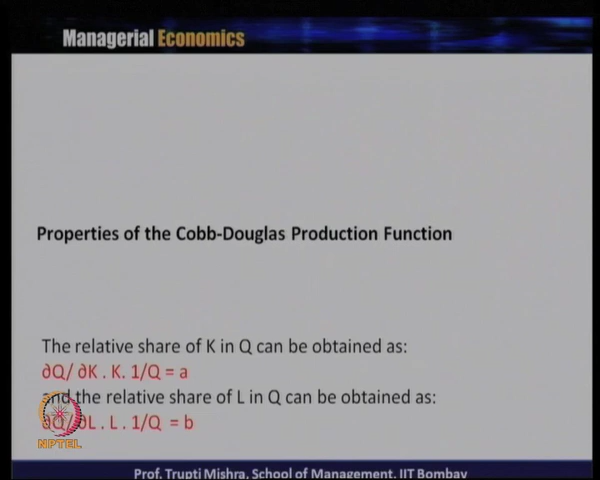 Managerial Economics
Properties of the Cobb-Douglas Production Function
The relative share of K in Q can be obtained as:
∂Q/ ∂K . K. 1/Q = a
and the relative share of L in Q can be obtained as:
∂Q/ ∂L . L . 1/Q = b
NPTEL
Prof. Trupti Mishra, School of Management, IIT Bombay